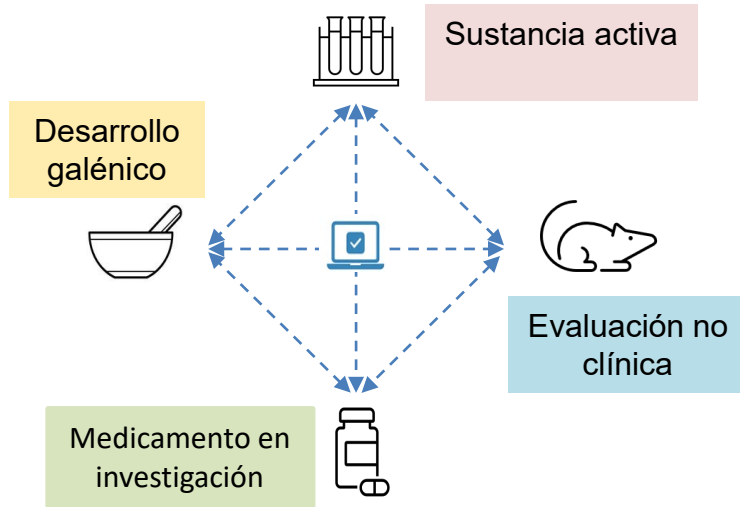 Sustancia activa
Desarrollo
galénico
Evaluación no
clínica
Medicamento en
investigación